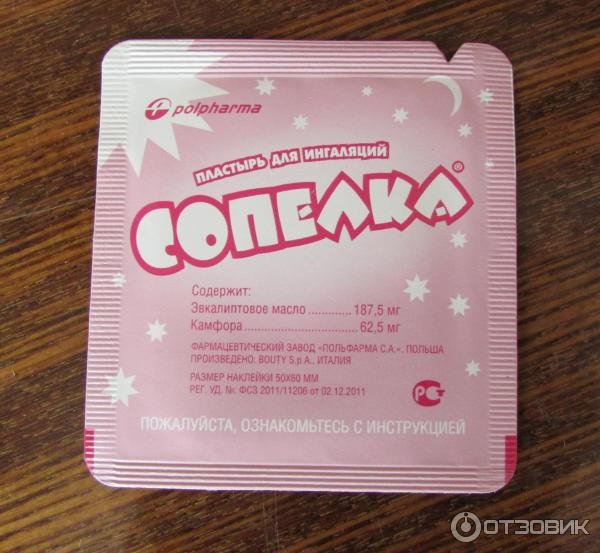 polpharma
ПЛАСТЫРЬ ДЛЯ ИНГАЛЯЦИЙ
СОПЕЛКА®
Содержит:
Эвкалиптовое масло ............ 187,5 мг
Камфора ............................... 62,5 мг
ФАРМАЦЕВТИЧЕСКИЙ ЗАВОД «ПОЛЬФАРМА С.А.». ПОЛЬША
ПРОИЗВЕДЕНО: BOUTY S.p.A., ИТАЛИЯ
РАЗМЕР НАКЛЕЙКИ 50X60 ММ
РЕГ. УД. №: ФСЗ 2011/11206 от 02.12.2011
ПОЖАЛУЙСТА, ОЗНАКОМЬТЕСЬ С ИНСТРУКЦИЕЙ
ОТЗОВИК